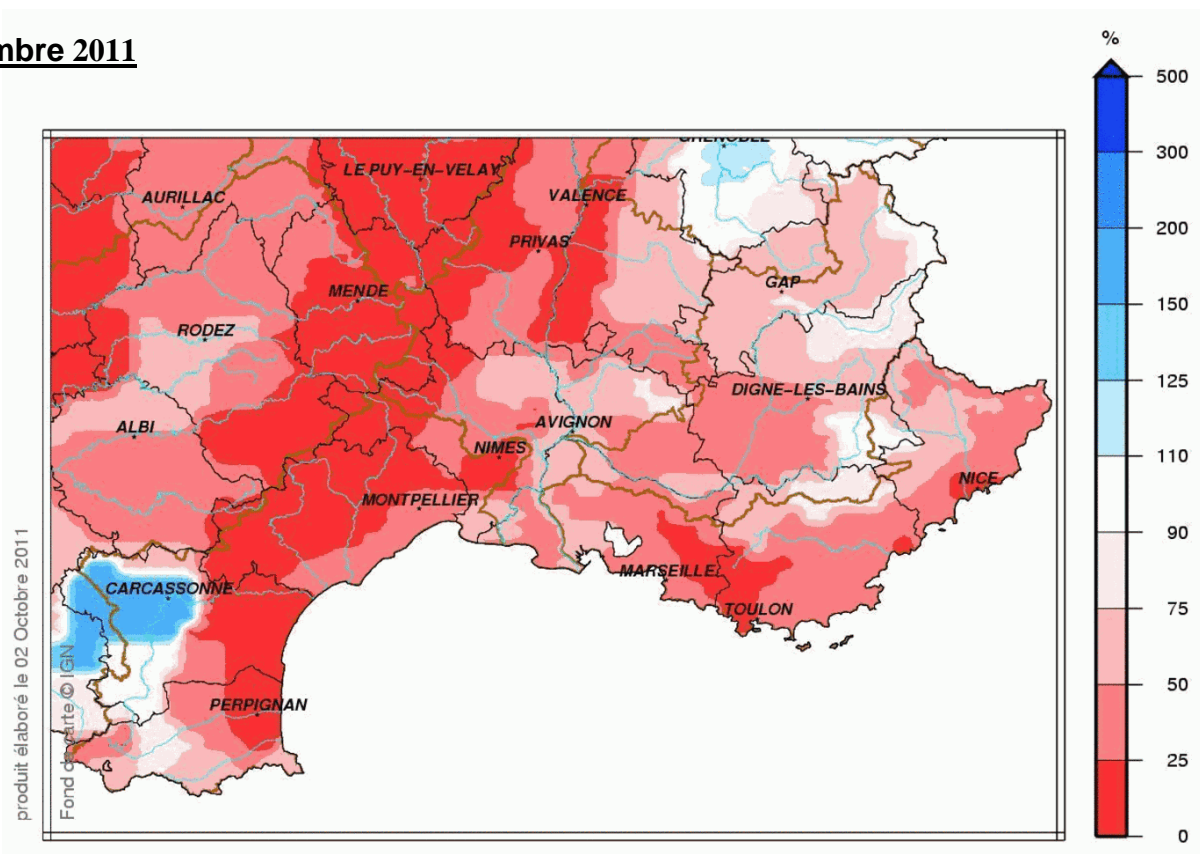 mbre 2011
%
500
300
200
150
125
110
90
75
50
25
0
GRENOBLE
LE PUY-EN-VELAY
AURILLAC
VALENCE
PRIVAS
GAP
MENDE
RODEZ
DIGNE-LES-BAINS
AVIGNON
ALBI
NIMES
NICE
MONTPELLIER
MARSEILLE
CARCASSONNE
TOULON
PERPIGNAN
produit élaboré le 02 Octobre 2011
Fond de carte © IGN